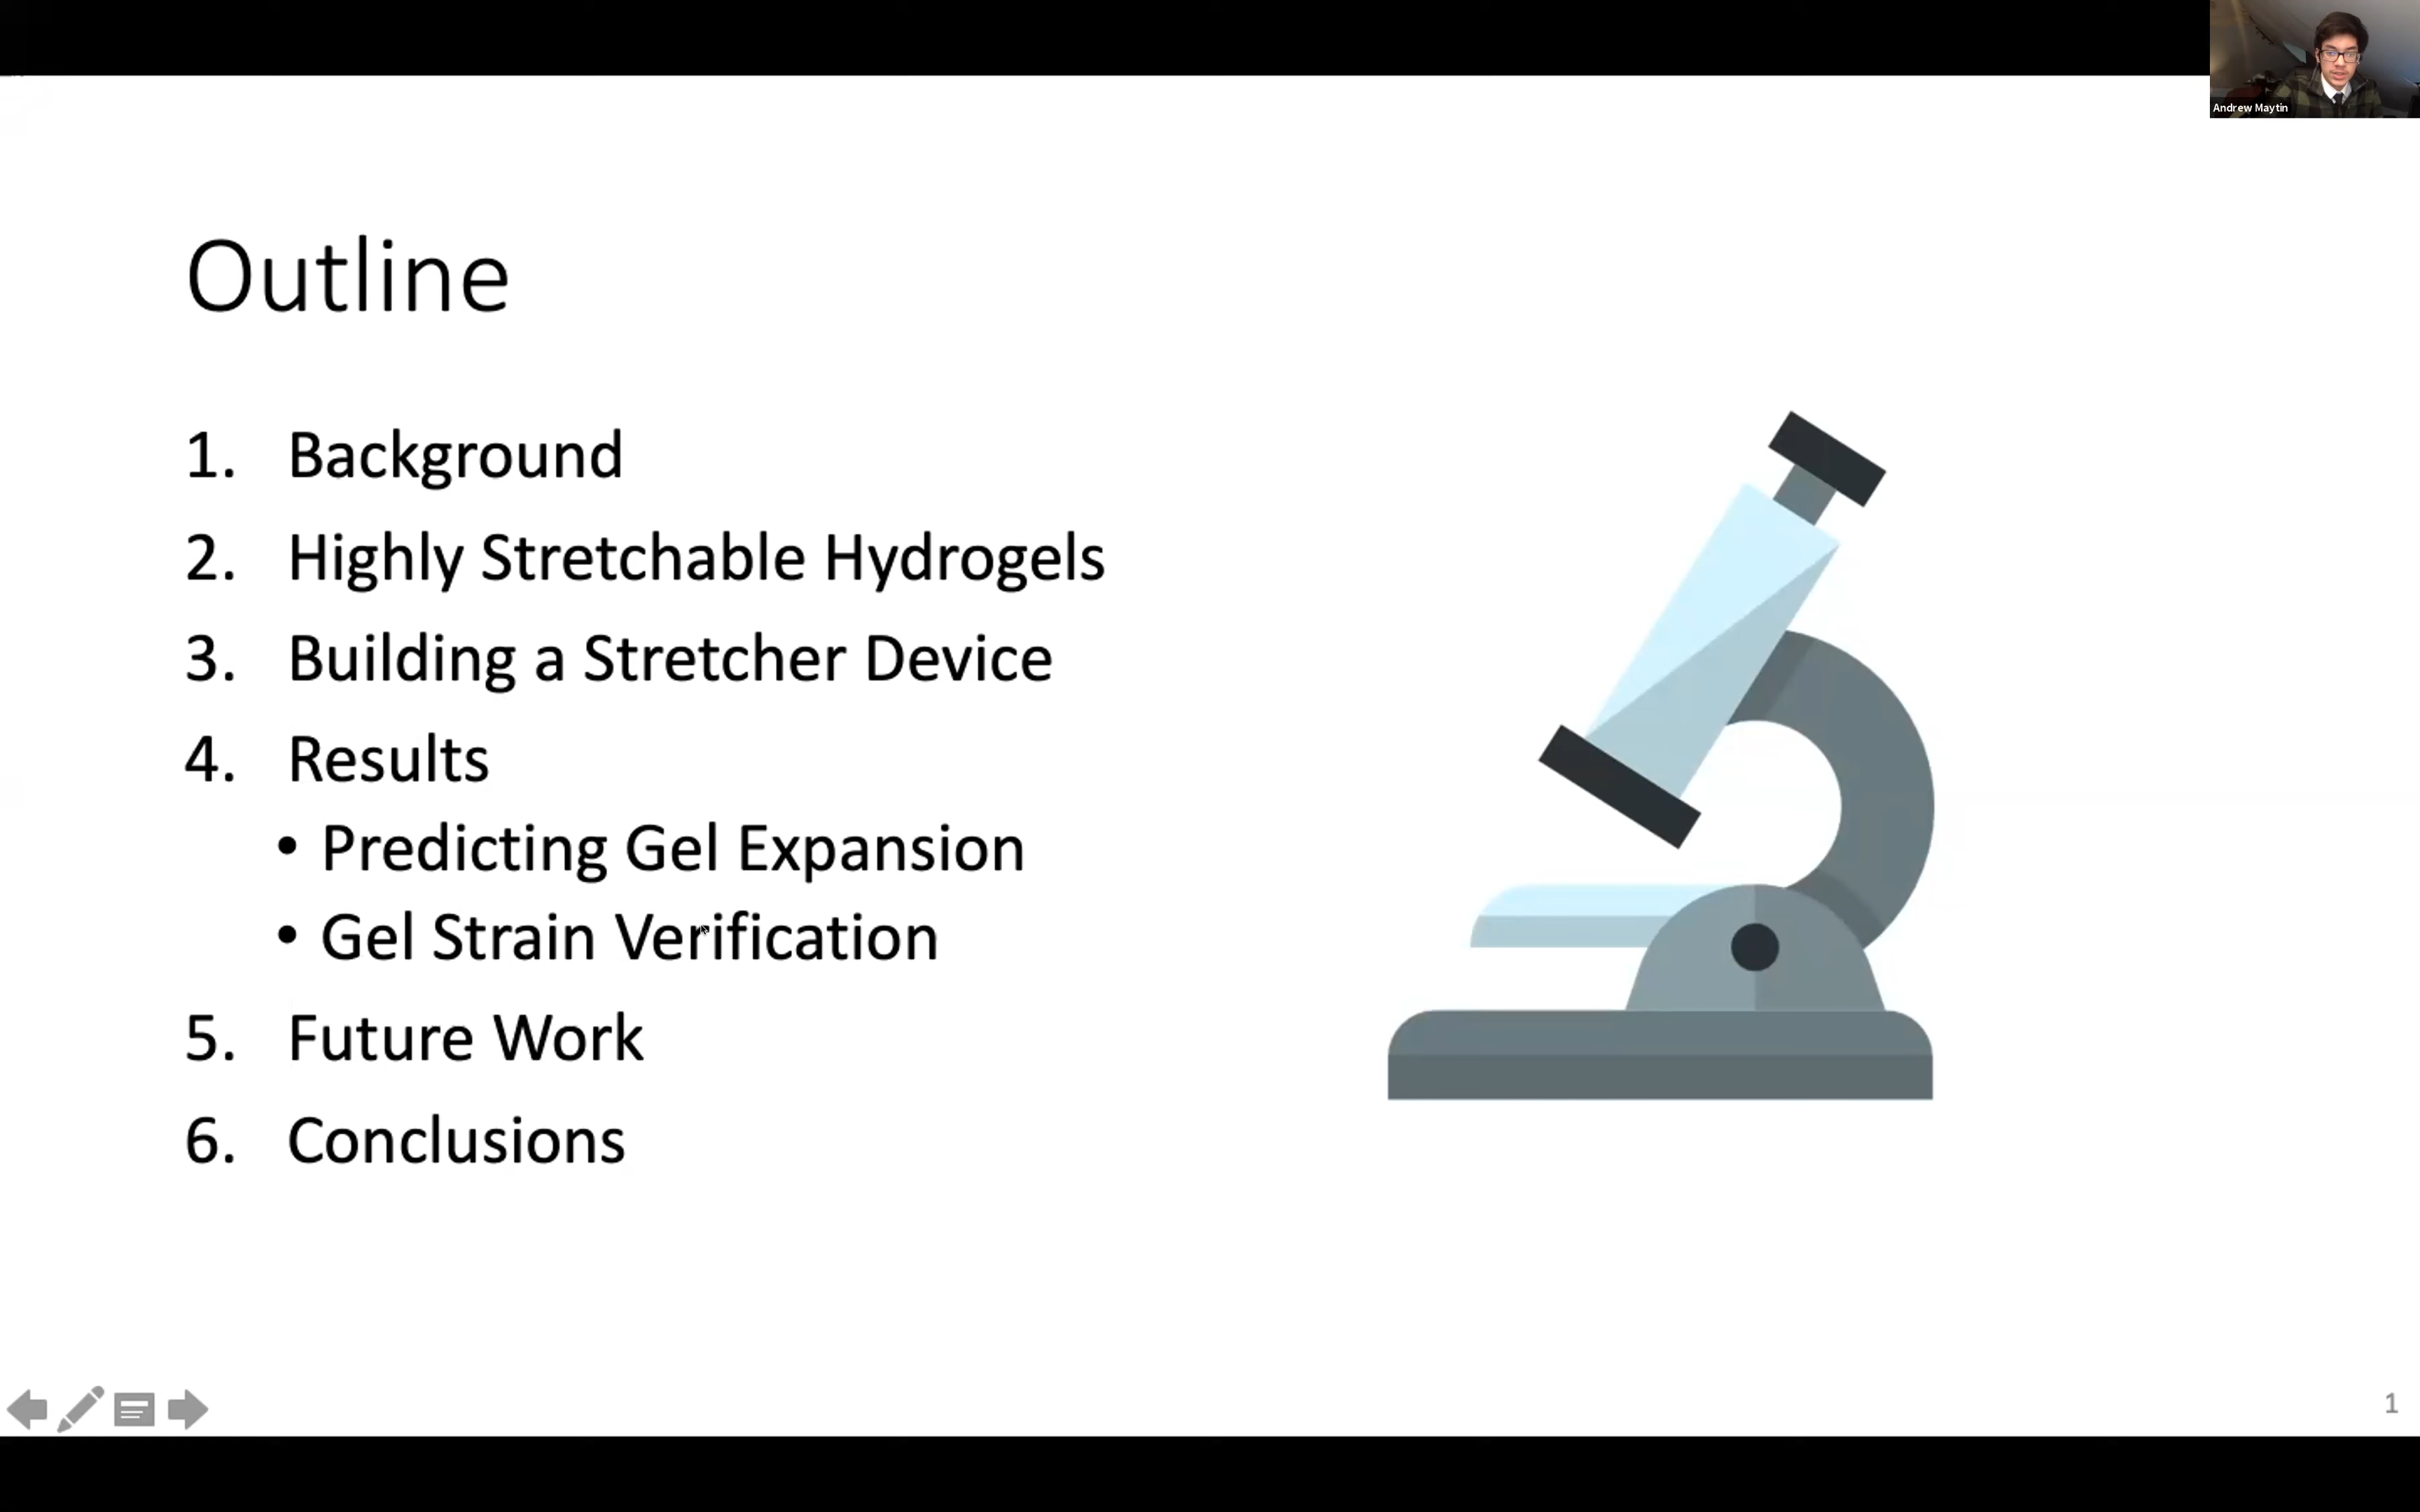 Andrew Maytin
Outline
1. Background
2. Highly Stretchable Hydrogels
3. Building a Stretcher Device
4. Results
• Predicting Gel Expansion
• Gel Strain Verification
5. Future Work
6. Conclusions
1